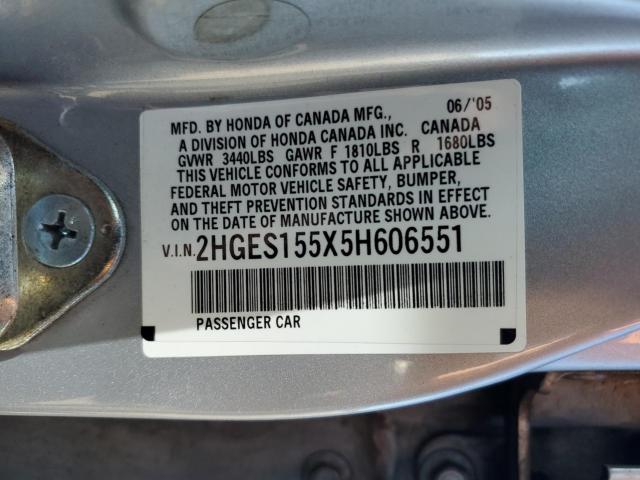 MFD. BY HONDA OF CANADA MFG., 06/'05
A DIVISION OF HONDA CANADA INC. CANADA
GVWR 3440LBS GAWR F 1810LBS R 1680LBS
THIS VEHICLE CONFORMS TO ALL APPLICABLE
FEDERAL MOTOR VEHICLE SAFETY, BUMPER,
AND THEFT PREVENTION STANDARDS IN EFFECT
ON THE DATE OF MANUFACTURE SHOWN ABOVE.
V.I.N. 2HGES155X5H606551
PASSENGER CAR